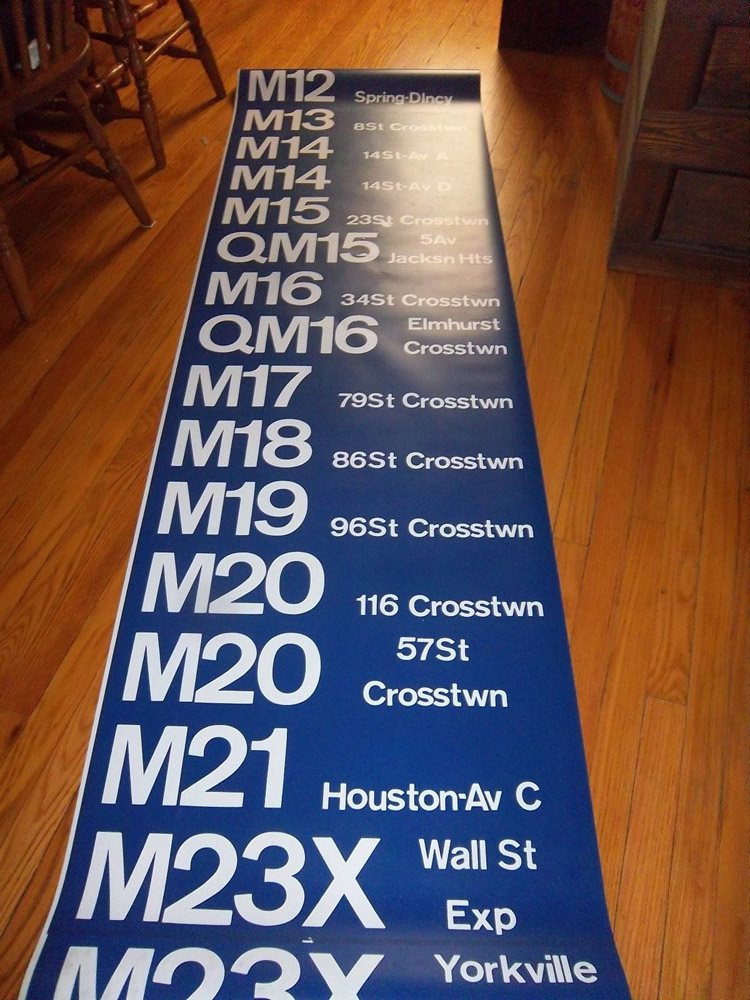 M12 Spring-Dlncy
M13 8St Crosstwn
M14 14St-Av A
M14 14St-Av D
M15 23St Crosstwn
QM15 5Av
Jacksn Hts
M16 34St Crosstwn
QM16 Elmhurst
Crosstwn
M17 79St Crosstwn
M18 86St Crosstwn
M19 96St Crosstwn
M20 116 Crosstwn
M20 57St
Crosstwn
M21 Houston-Av C
M23X Wall St
Exp
M23X Yorkville